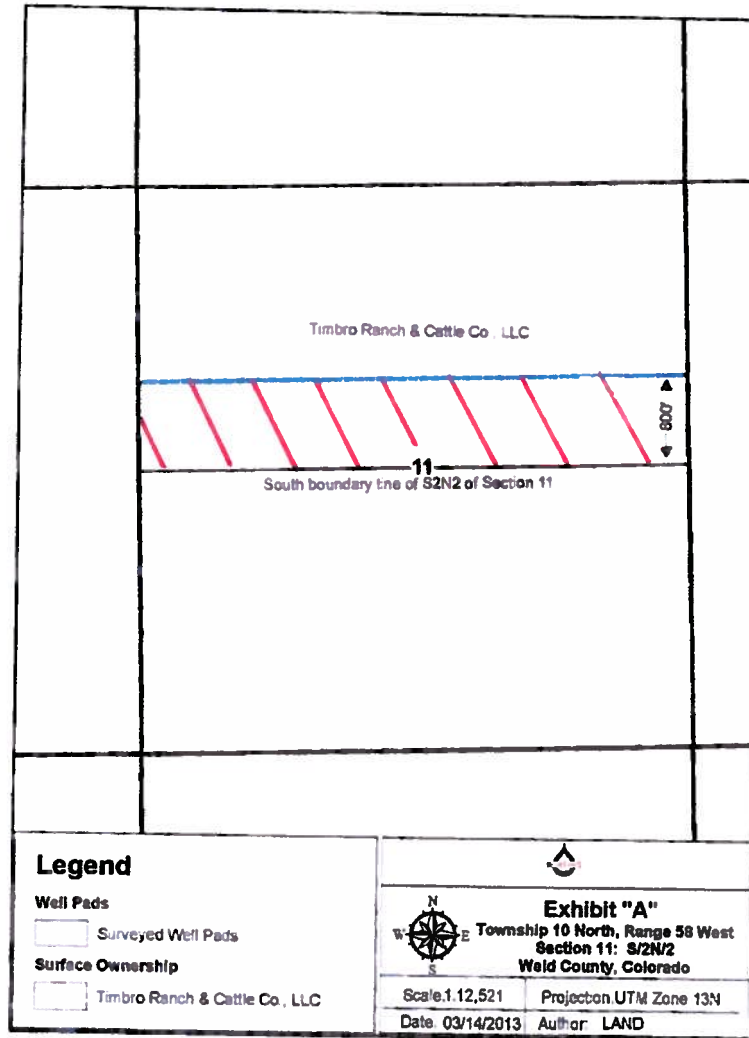 Timbro Ranch & Cattle Co , LLC
800'
11
South boundary line of S2N2 of Section 11
Legend
Well Pads
Surveyed Well Pads
Surface Ownership
Timbro Ranch & Cattle Co., LLC
N
W E
S
Exhibit "A"
Township 10 North, Range 58 West
Section 11: S/2N/2
Weld County, Colorado
Scale.1.12,521 Projection.UTM Zone 13N
Date. 03/14/2013 Author: LAND